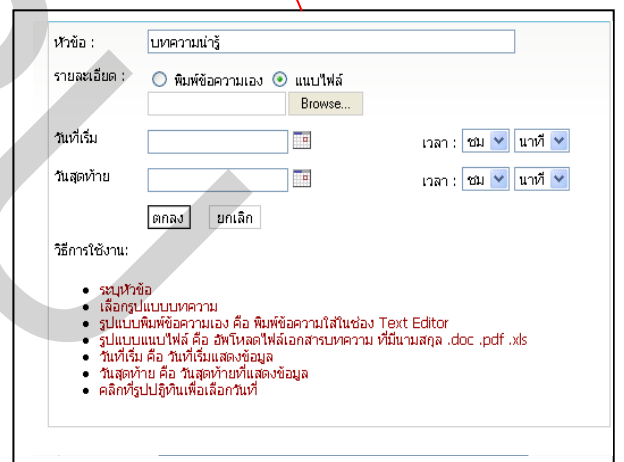 หัวข้อ : บทความน่ารู้
รายละเอียด : พิมพ์ข้อความเอง แนบไฟล์
Browse...
วันที่เริ่ม เวลา : ชม นาที
วันสุดท้าย เวลา : ชม นาที
ตกลง ยกเลิก
วิธีการใช้งาน:
ระบุหัวข้อ
เลือกรูปแบบบทความ
รูปแบบพิมพ์ข้อความเอง คือ พิมพ์ข้อความใส่ในช่อง Text Editor
รูปแบบแนบไฟล์ คือ อัพโหลดไฟล์เอกสารบทความ ที่มีนามสกุล .doc .pdf .xls
วันที่เริ่ม คือ วันที่เริ่มแสดงข้อมูล
วันสุดท้าย คือ วันสุดท้ายที่แสดงข้อมูล
คลิกที่รูปปฏิทินเพื่อเลือกวันที่